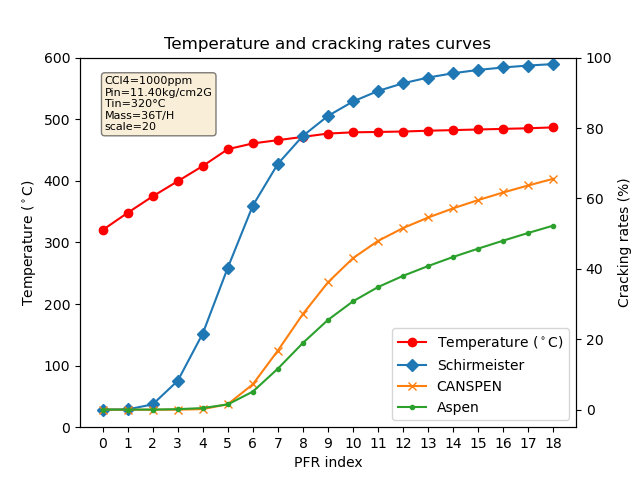 Temperature and cracking rates curves
600
500
400
300
200
100
0
Temperature (°C)
CCl4=1000ppm
Pin=11.40kg/cm2G
Tin=320°C
Mass=36T/H
scale=20
100
80
60
40
20
0
Cracking rates (%)
Temperature (°C)
Schirmeister
CANSPEN
Aspen
0 1 2 3 4 5 6 7 8 9 10 11 12 13 14 15 16 17 18
PFR index